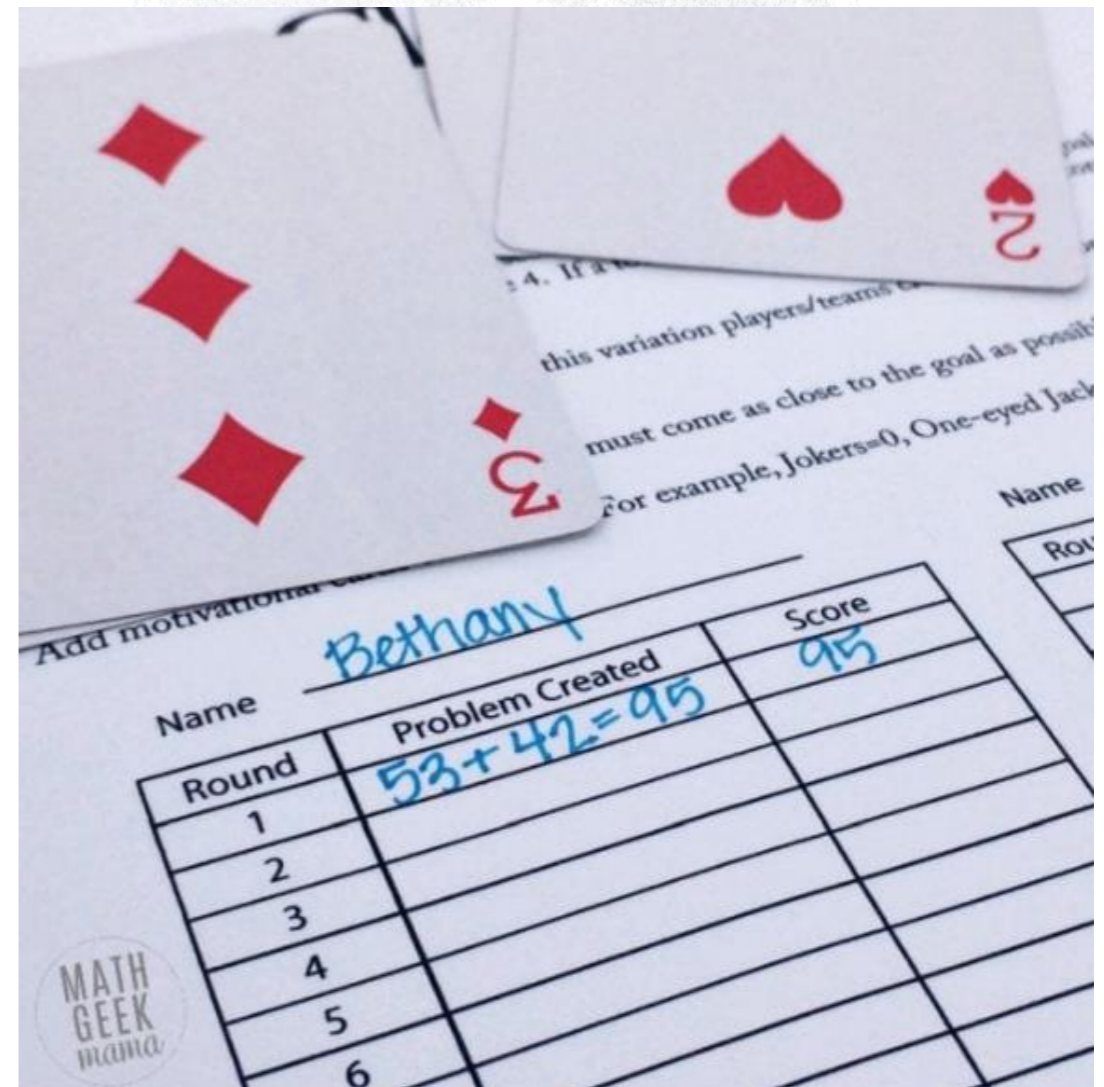 2
3
4. If a
this variation players/teams
must come as close to the goal as
For example, Jokers=0, One-eyed Jack
Add motivational
Name Bethany
Name
Round Problem Created Score
1 53+42=95 95
2
3
4
5
6
MATH
GEEK
mama